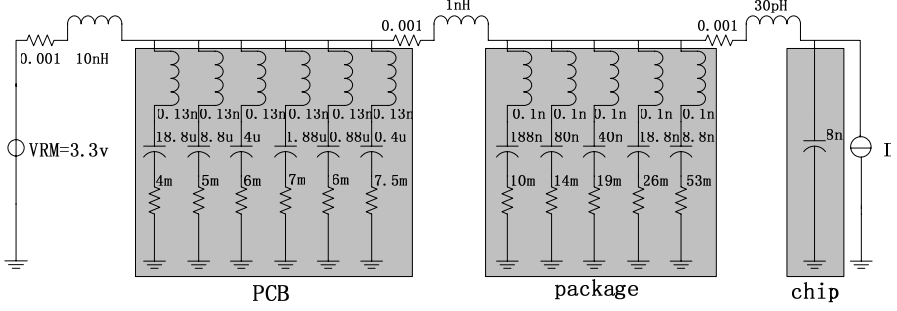 1nH
30pH
0.001
0.001
0.001
10nH
0.13n 0.13n 0.13n 0.13n 0.13n 0.13n
0.1n 0.1n 0.1n 0.1n 0.1n
18.8u 8.8u 4u 1.88u 0.88u 0.4u
188n 80n 40n 18.8n 8.8n
8n
VRM=3.3v
I
4m 5m 6m 7m 6m 7.5m
10m 14m 19m 26m 53m
PCB
package
chip